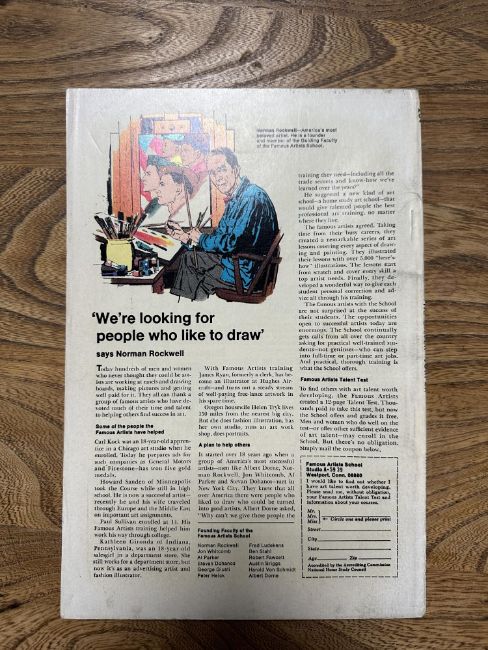 Norman Rockwell—America's most
beloved artist. He is a founder
and member of the Guiding Faculty
of the Famous Artists School.
'We're looking for
people who like to draw'
says Norman Rockwell
Today hundreds of men and women
who never thought they could be art-
ists are working at easels and drawing
boards, making pictures and getting
well paid for it. They all can thank a
group of famous artists who have de-
voted much of their time and talent
to helping others find success in art.
Some of the people the
Famous Artists have helped
Carl Kock was an 18-year-old appren-
tice in a Chicago art studio when he
enrolled. Today he paints ads for
such companies as General Motors
and Firestone—has won five gold
medals.
Howard Sanden of Minneapolis
took the Course while still in high
school. He is now a successful artist—
recently he and his wife travelled
through Europe and the Middle East
on important art assignments.
Paul Sullivan enrolled at 51. His
Famous Artists training helped him
work his way through college.
Kathleen Gironda of Indiana,
Pennsylvania, was an 18-year-old
salesgirl in a department store. She
still works for a department store, but
now it's as an advertising artist and
fashion illustrator.
With Famous Artists training
James Ryan, formerly a clerk, has be-
come an illustrator at Hughes Air-
craft—and turns out a steady stream
of well-paying free-lance artwork in
his spare time.
Oregon housewife Helen Tryk lives
150 miles from the nearest big city.
But she does fashion illustration, has
her own studio, runs an art work
shop, does portraits.
A plan to help others
It started over 18 years ago when a
group of America's most successful
artists—men like Albert Dorne, Nor-
man Rockwell, Jon Whitcomb, Al
Parker and Stevan Dohanos—met in
New York City. They knew that all
over America there were people who
liked to draw who could be turned
into good artists. Albert Dorne asked,
"Why can't we give those people the
Founding Faculty of the
Famous Artists School
Norman Rockwell
Jon Whitcomb
Al Parker
Stevan Dohanos
George Giusti
Peter Helck
Fred Ludekens
Ben Stahl
Robert Fawcett
Austin Briggs
Harold Von Schmidt
Albert Dorne
training they need—including all the
trade secrets and know-how we've
learned over the years?"
He suggested a new kind of art
school—a home study art school—that
would give talented people the best
professional art training, no matter
where they live.
The famous artists agreed. Taking
time from their busy careers, they
created a remarkable series of art
lessons covering every aspect of draw-
ing and painting. They illustrated
their lessons with over 5,000 "here's
how" illustrations. The lessons start
from scratch and cover every skill a
top artist needs. Finally, they de-
veloped a wonderful way to give each
student personal correction and ad-
vice all through his training.
The famous artists with the School
are not surprised at the success of
their students. The opportunities
open to successful artists today are
enormous. The School continually
gets calls from all over the country
asking for practical well-trained stu-
dents—not geniuses—who can step
into full-time or part-time art jobs.
And practical, thorough training is
what the School offers.
Famous Artists Talent Test
To find others with art talent worth
developing, the Famous Artists
created a 12-page Talent Test. Thou-
sands paid to take this test, but now
the School offers and grades it free.
Men and women who do well on the
test—or offer other sufficient evidence
of art talent—may enroll in the
School. But there's no obligation.
Simply mail the coupon below.
Famous Artists School
Westport, Conn. 06880
I would like to find out whether I
have art talent worth developing.
Please send me, without obligation,
your Famous Artists Talent Test and
information about your courses.
Mr.
Mrs. Circle one and please print
Miss
Street
City
State
Age Zip
Accredited by the Accrediting Commission
National Home Study Council